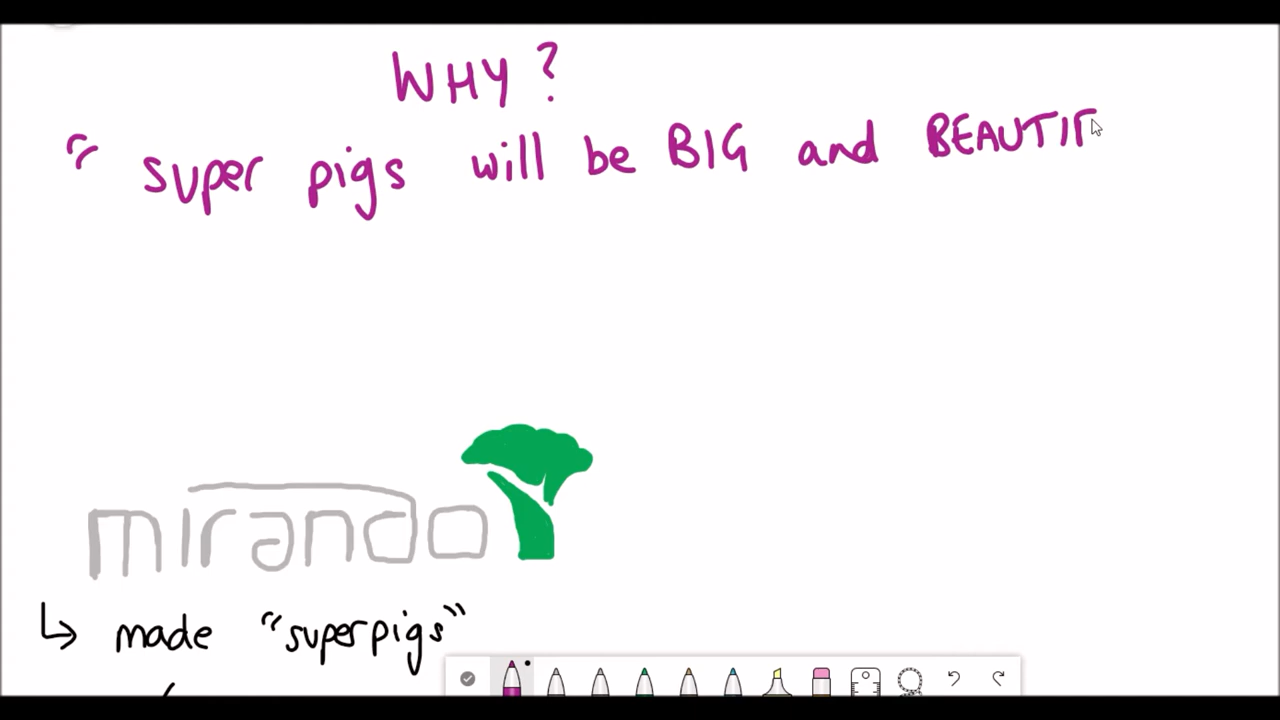 WHY?
" super pigs will be BIG and BEAUTIF
mirando
↳ made "superpigs"